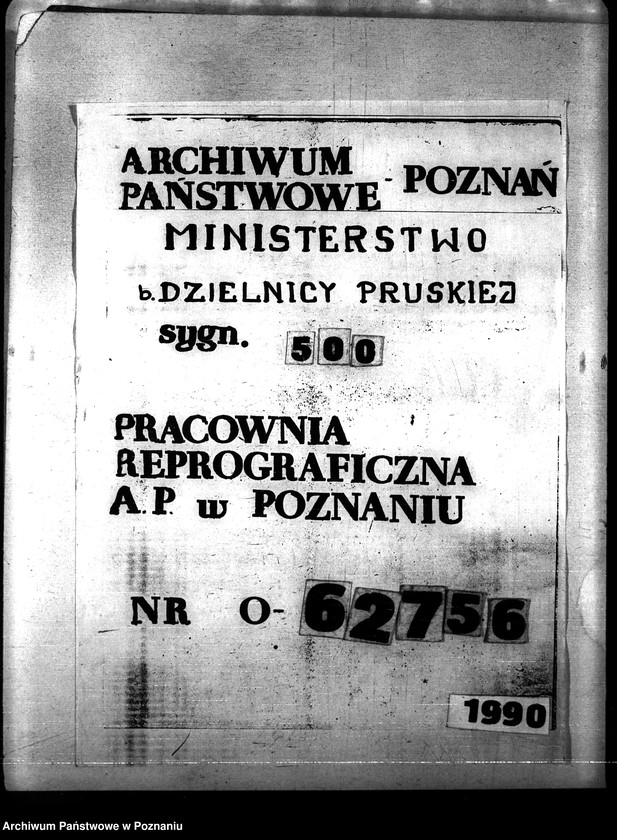 ARCHIWUM
PAŃSTWOWE - POZNAŃ
MINISTERSTWO
b. DZIELNICY PRUSKIEJ
sygn. 500
PRACOWNIA
REPROGRAFICZNA
A.P. w POZNANIU
NR O-62756
1990
Archiwum Państwowe w Poznaniu